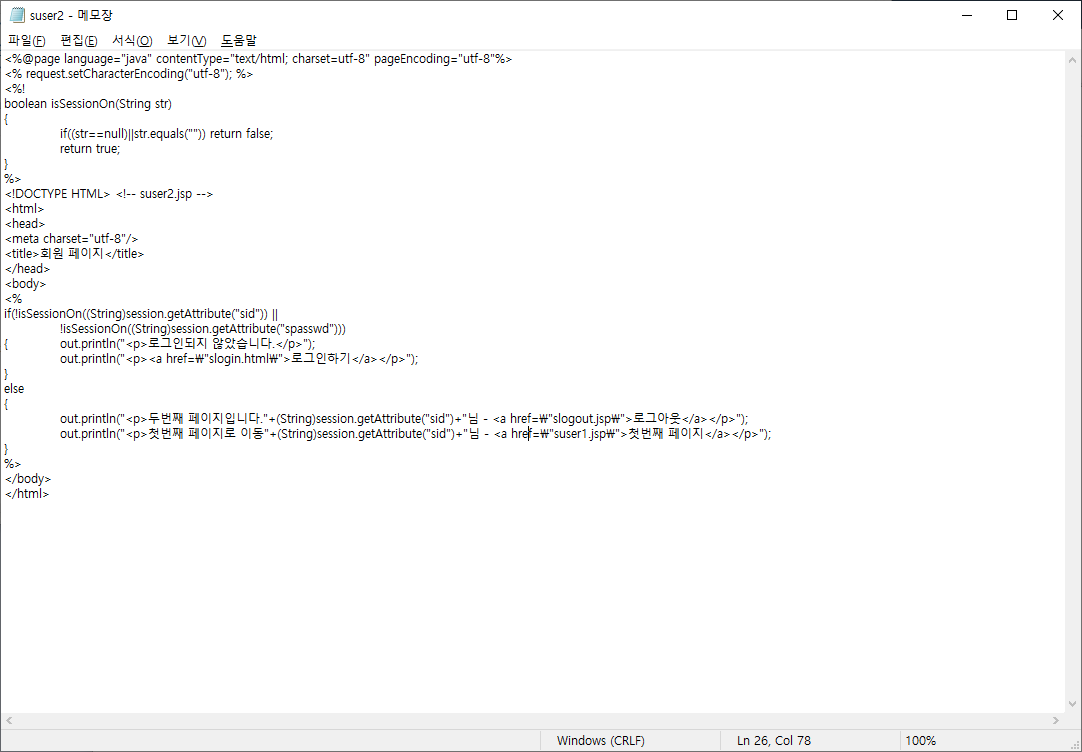 suser2 - 메모장
파일(F) 편집(E) 서식(O) 보기(V) 도움말
<%@page language="java" contentType="text/html; charset=utf-8" pageEncoding="utf-8"%>
<% request.setCharacterEncoding("utf-8"); %>
<%!
boolean isSessionOn(String str)
{
	if((str==null)||str.equals("")) return false;
	return true;
}
%>
<!DOCTYPE HTML> <!-- suser2.jsp -->
<html>
<head>
<meta charset="utf-8"/>
<title>회원 페이지</title>
</head>
<body>
<%
if(!isSessionOn((String)session.getAttribute("sid")) ||
	!isSessionOn((String)session.getAttribute("spasswd")))
{	out.println("<p>로그인되지 않았습니다.</p>");
	out.println("<p><a href=₩"slogin.html₩">로그인하기</a></p>");
}
else
{
	out.println("<p>두번째 페이지입니다."+(String)session.getAttribute("sid")+"님 - <a href=₩"slogout.jsp₩">로그아웃</a></p>");
	out.println("<p>첫번째 페이지로 이동"+(String)session.getAttribute("sid")+"님 - <a href=₩"suser1.jsp₩">첫번째 페이지</a></p>");
}
%>
</body>
</html>
Windows (CRLF) Ln 26, Col 78 100%